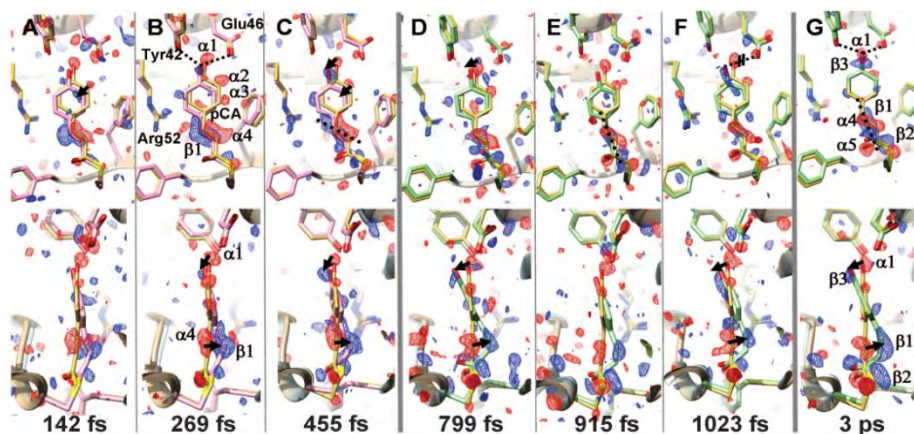 A B C D E F G
Glu46
Tyr42
α1
α2
α3
pCA
α4
Arg52
β1
α1
β3
β1
α4
α5
β2
α1
α4
β1
α1
β3
β1
β2
142 fs 269 fs 455 fs 799 fs 915 fs 1023 fs 3 ps